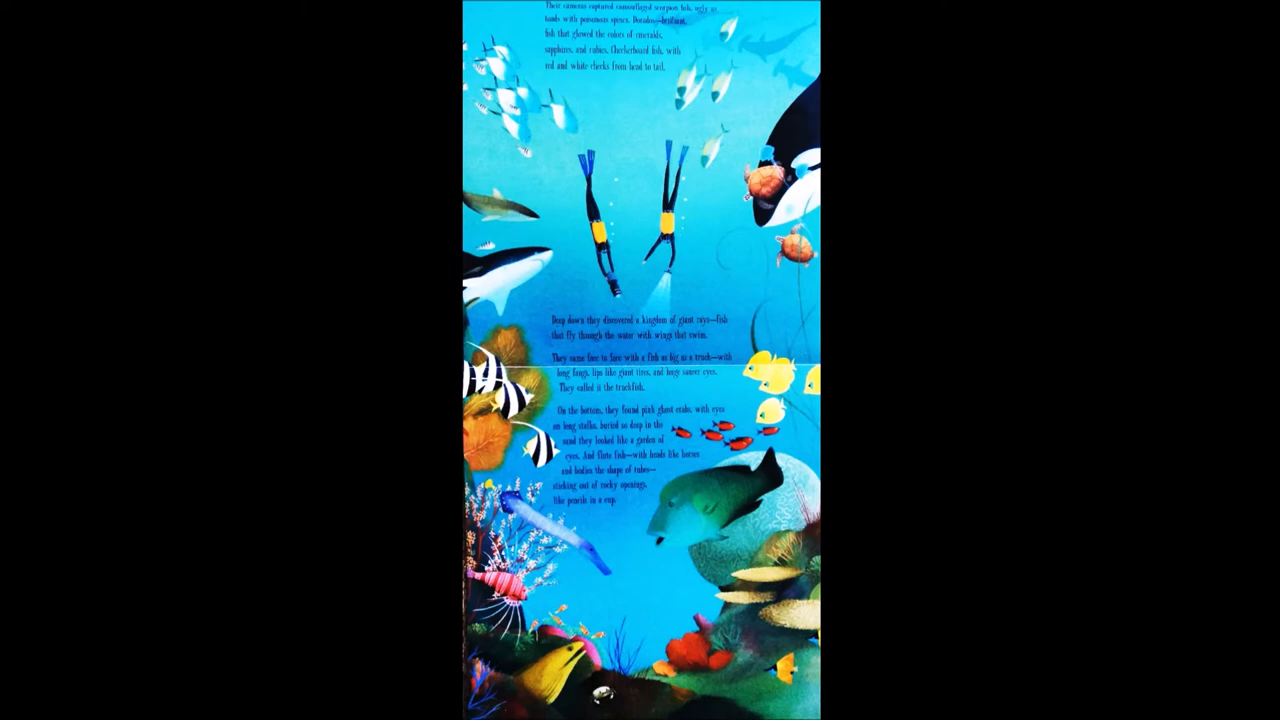 Their cameras captured camouflaged scorpion fish, ugly as
toads with poisonous spines. Dorados—brilliant,
fish that glowed the colors of emeralds,
sapphires, and rubies. Checkerboard fish, with
red and white checks from head to tail.
Deep down they discovered a kingdom of giant rays—fish
that fly through the water with wings that swim.
They came face to face with a fish as big as a truck—with
long fangs, lips like giant tires, and huge saucer eyes.
They called it the truckfish.
On the bottom, they found pink ghost crabs, with eyes
on long stalks, buried so deep in the
sand they looked like a garden of
eyes. And flute fish—with heads like horses
and bodies the shape of tubes—
sticking out of rocky openings,
like pencils in a cup.